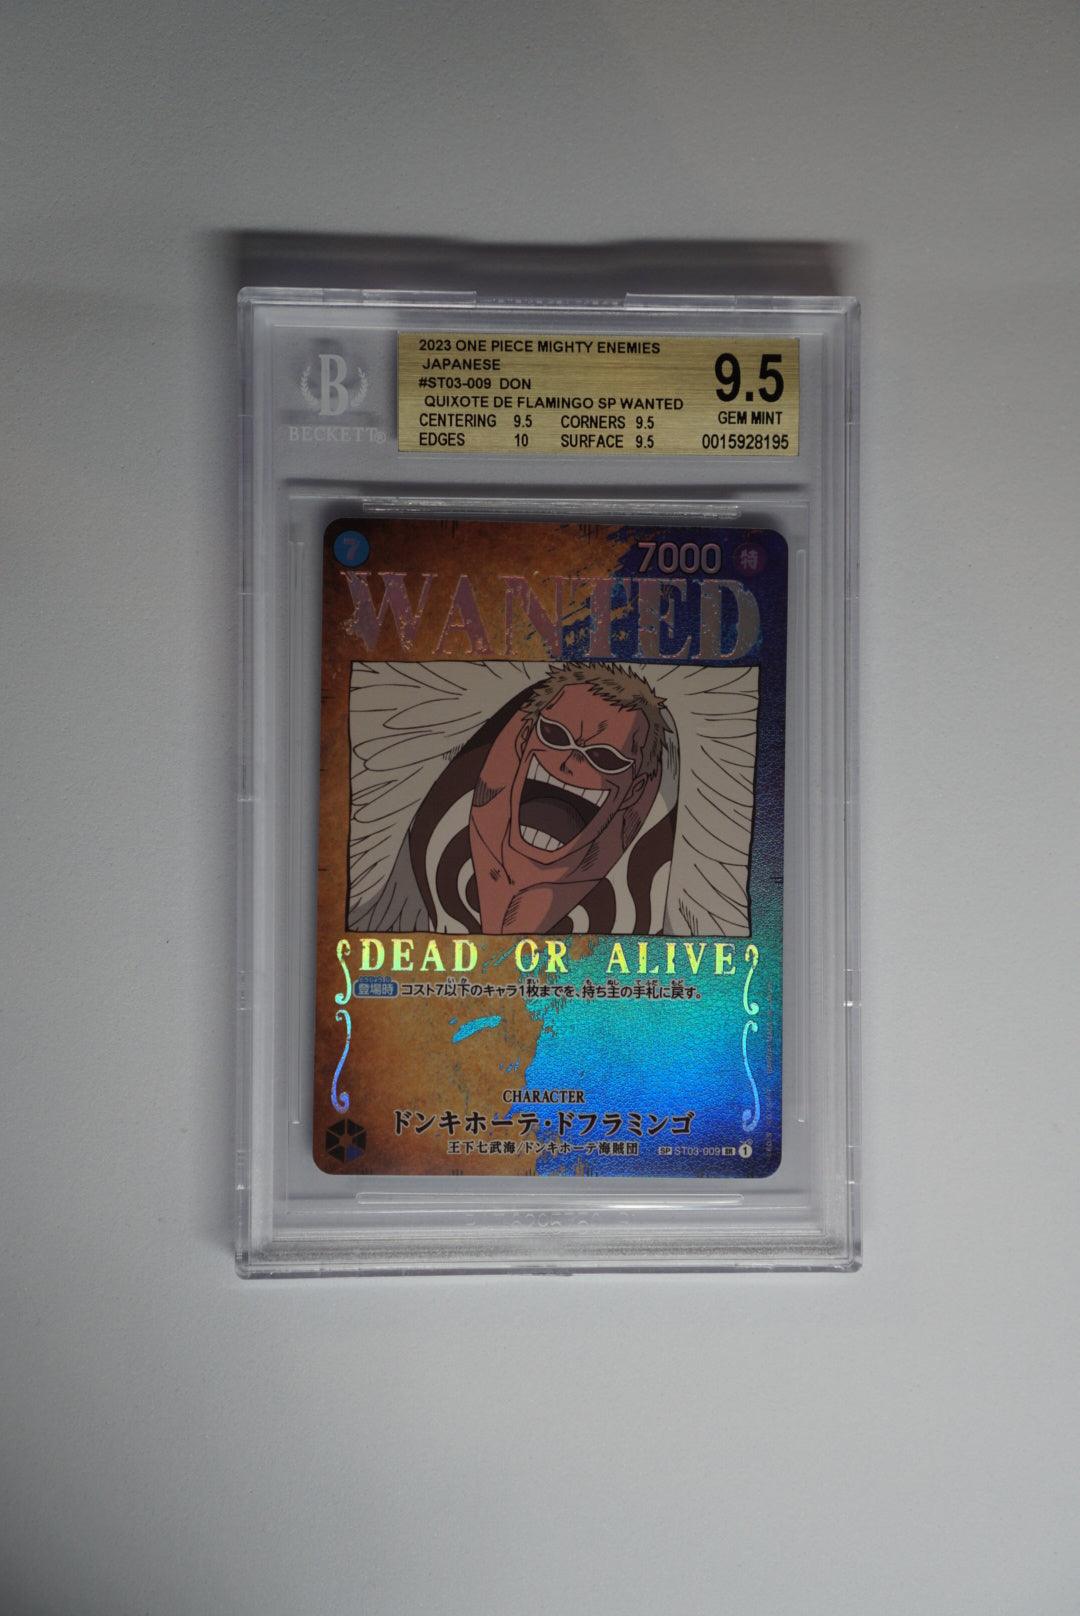 2023 ONE PIECE MIGHTY ENEMIES
JAPANESE
#ST03-009 DON
QUIXOTE DE FLAMINGO SP WANTED
CENTERING 9.5 CORNERS 9.5
EDGES 10 SURFACE 9.5
9.5
GEM MINT
0015928195
B
BECKETT®
7
7000 特
WANTED
DEAD OR ALIVE
登場時 コスト7以下のキャラ1枚までを、持ち主の手札に戻す。
CHARACTER
ドンキホーテ・ドフラミンゴ
王下七武海/ドンキホーテ海賊団
SP ST03-009 SR 1